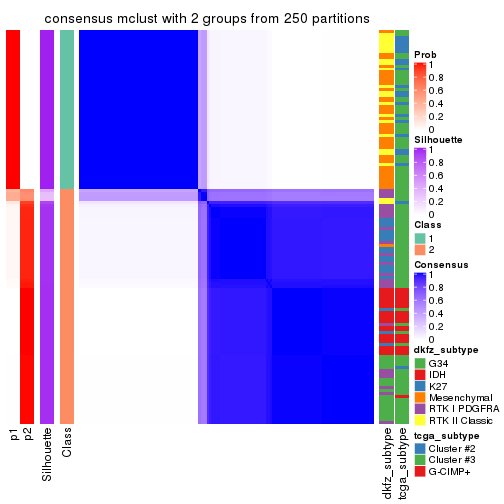 consensus mclust with 2 groups from 250 partitions
Prob
1
0.8
0.6
0.4
0.2
0
Silhouette
1
0.8
0.6
0.4
0.2
0
Class
1
2
Consensus
1
0.8
0.6
0.4
0.2
0
dkfz_subtype
G34
IDH
K27
Mesenchymal
RTK I PDGFRA
RTK II Classic
tcga_subtype
Cluster #2
Cluster #3
G-CIMP+
p1
p2
Silhouette
Class
dkfz_subtype
tcga_subtype